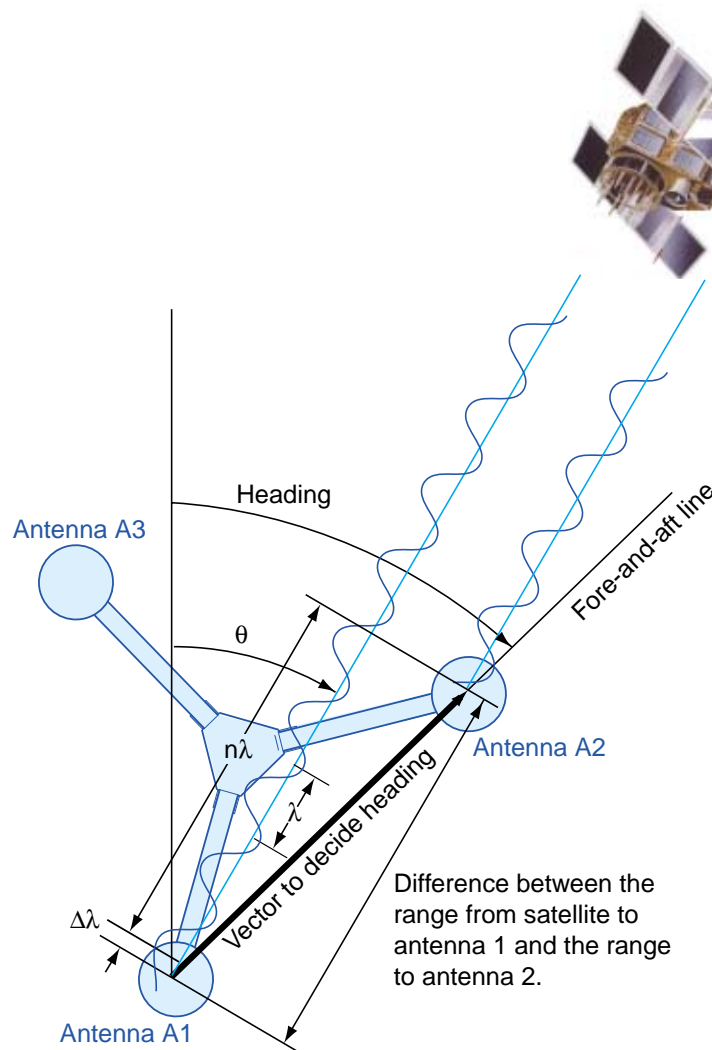 Heading
Antenna A3
Fore-and-aft line
θ
nλ
Antenna A2
λ
Vector to decide heading
Difference between the
range from satellite to
antenna 1 and the range
to antenna 2.
Δλ
Antenna A1